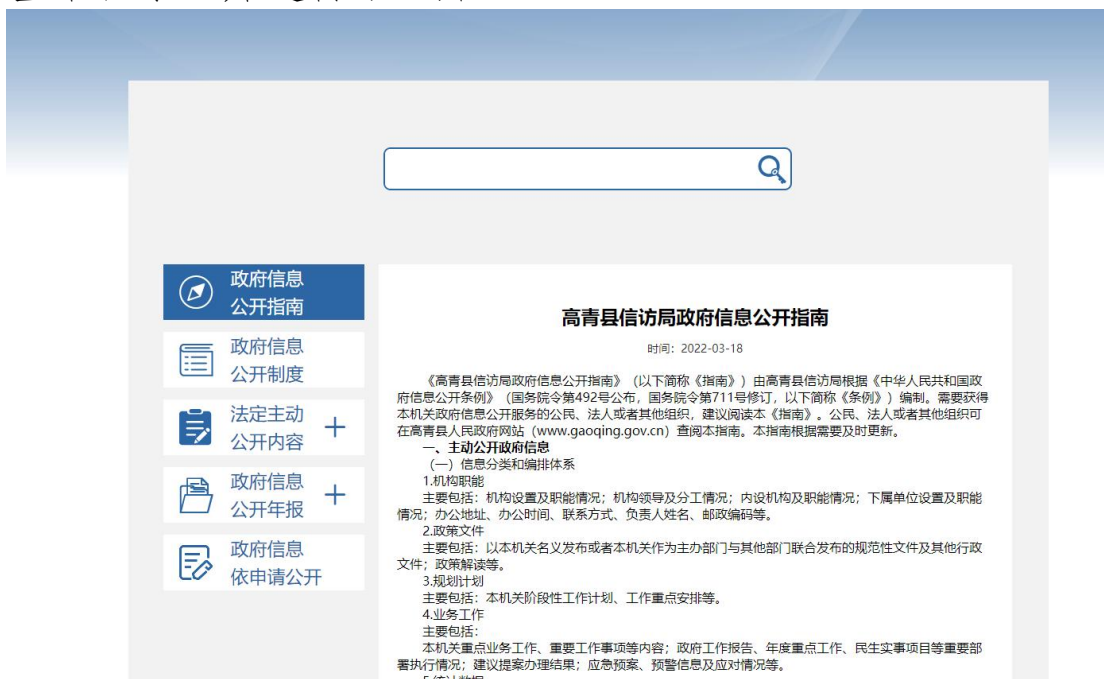 政府信息
公开指南
政府信息
公开制度
法定主动
公开内容
政府信息
公开年报
政府信息
依申请公开
高青县信访局政府信息公开指南
时间：2022-03-18
《高青县信访局政府信息公开指南》（以下简称《指南》）由高青县信访局根据《中华人民共和国政
府信息公开条例》（国务院令第492号公布，国务院令第711号修订，以下简称《条例》）编制。需要获得
本机关政府信息公开服务的公民、法人或者其他组织，建议阅读本《指南》。公民、法人或者其他组织可
在高青县人民政府网站（www.gaoqing.gov.cn）查阅本指南。本指南根据需要及时更新。
一、主动公开政府信息
（一）信息分类和编排体系
1.机构职能
主要包括：机构设置及职能情况；机构领导及分工情况；内设机构及职能情况；下属单位设置及职能
情况；办公地址、办公时间、联系方式、负责人姓名、邮政编码等。
2.政策文件
主要包括：以本机关名义发布或者本机关作为主办部门与其他部门联合发布的规范性文件及其他行政
文件；政策解读等。
3.规划计划
主要包括：本机关阶段性工作计划、工作重点安排等。
4.业务工作
主要包括：
本机关重点业务工作、重要工作事项等内容；政府工作报告、年度重点工作、民生实事项目等重要部
署执行情况；建议提案办理结果；应急预案、预警信息及应对情况等。